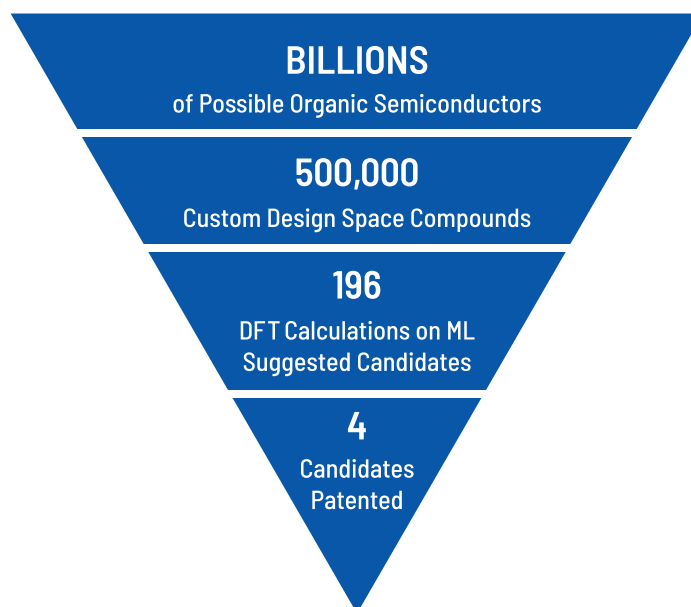 BILLIONS
of Possible Organic Semiconductors
500,000
Custom Design Space Compounds
196
DFT Calculations on ML
Suggested Candidates
4
Candidates
Patented